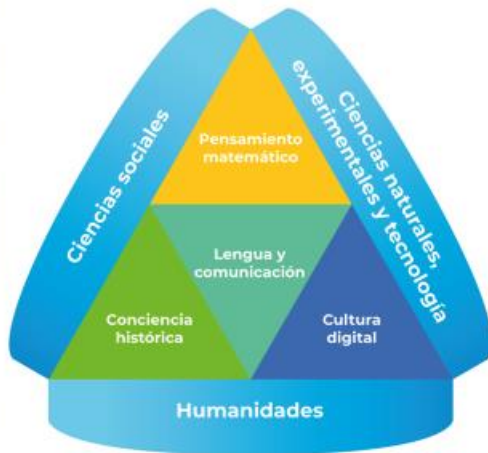 Pensamiento
matemático
Ciencias sociales
Ciencias naturales,
experimentales y tecnología
Lengua y
comunicación
Conciencia
histórica
Cultura
digital
Humanidades